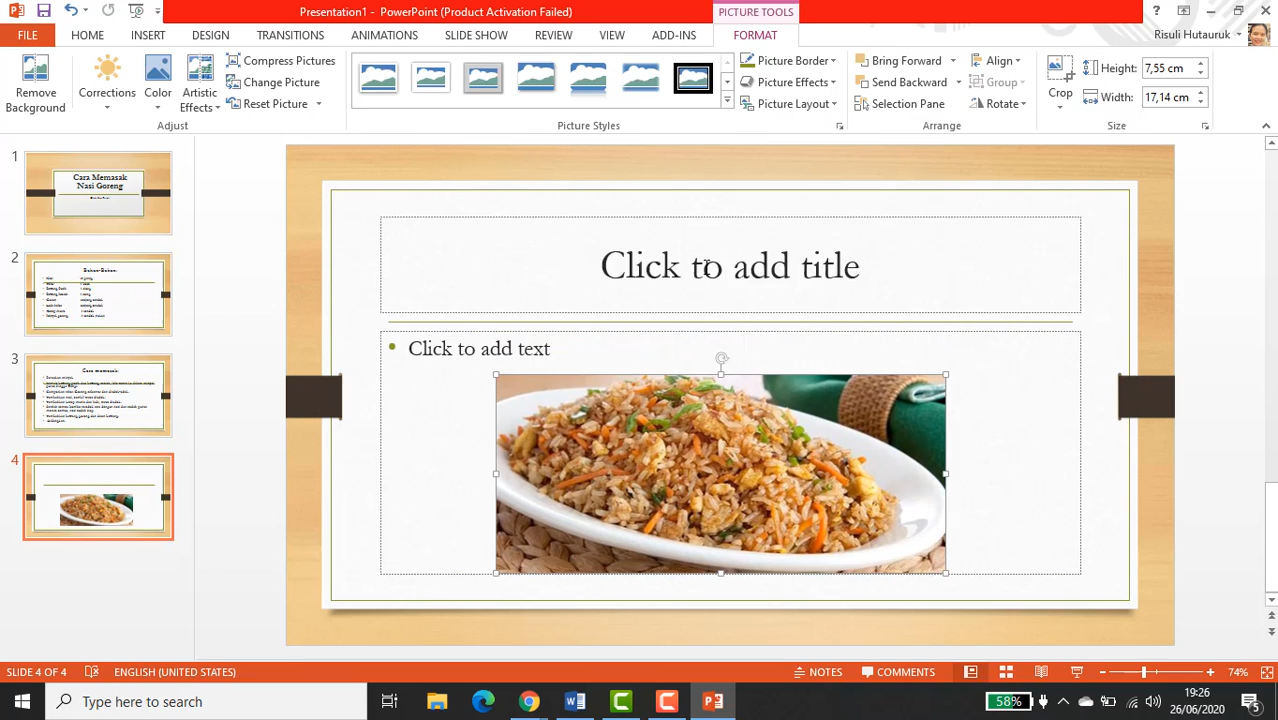 Presentation1 - PowerPoint (Product Activation Failed)
PICTURE TOOLS
?
FILE
HOME
INSERT
DESIGN
TRANSITIONS
ANIMATIONS
SLIDE SHOW
REVIEW
VIEW
ADD-INS
FORMAT
Risuli Hutauruk
Remove
Background
Corrections
Color
Artistic
Effects
Compress Pictures
Change Picture
Reset Picture
Adjust
Picture Styles
Picture Border
Picture Effects
Picture Layout
Bring Forward
Send Backward
Selection Pane
Align
Group
Rotate
Arrange
Crop
Height: 7,55 cm
Width: 17,14 cm
Size
1
Cara Memasak
Nasi Goreng
2
Bahan-Bahan:
3
Cara memasak:
4
Click to add title
Click to add text
SLIDE 4 OF 4
ENGLISH (UNITED STATES)
NOTES
COMMENTS
74%
Type here to search
58%
19:26
26/06/2020
5